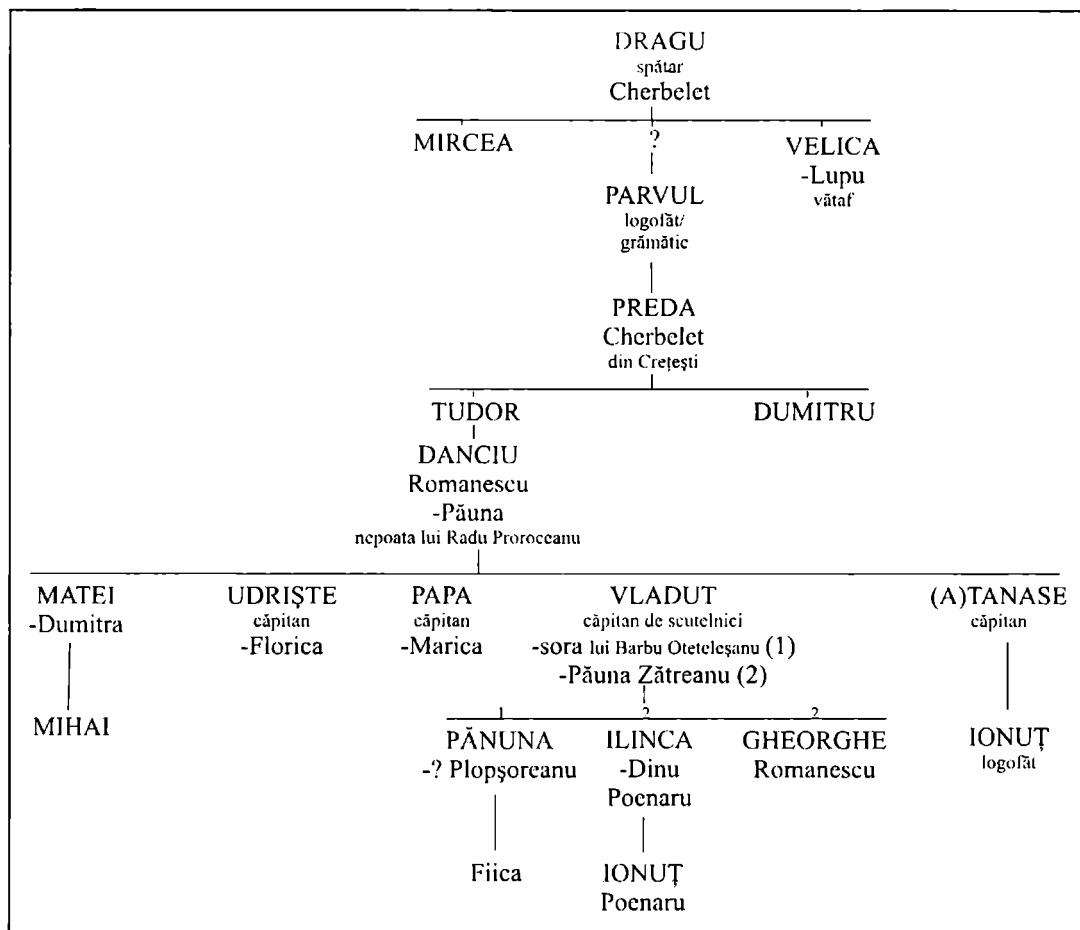 DRAGU
spătar
Cherbelet
MIRCEA ? VELICA
-Lupu
vătaf
PARVUL
logofăt/
grămătic
PREDA
Cherbelet
din Crețești
TUDOR DUMITRU
DANCIU
Romanescu
-Păuna
nepoata lui Radu Proroceanu
MATEI UDRIȘTE PAPA VLADUT (A)TANASE
-Dumitra căpitan căpitan căpitan de scutelnici căpitan
-Florica -Marica -sora lui Barbu Oteteleșanu (1)
-Păuna Zătreanu (2)
1 2 2
MIHAI PĂNUNA ILINCA GHEORGHE IONUȚ
-? Plopșoreanu -Dinu Romanescu logofăt
Poenaru
Fiica IONUȚ
Poenaru